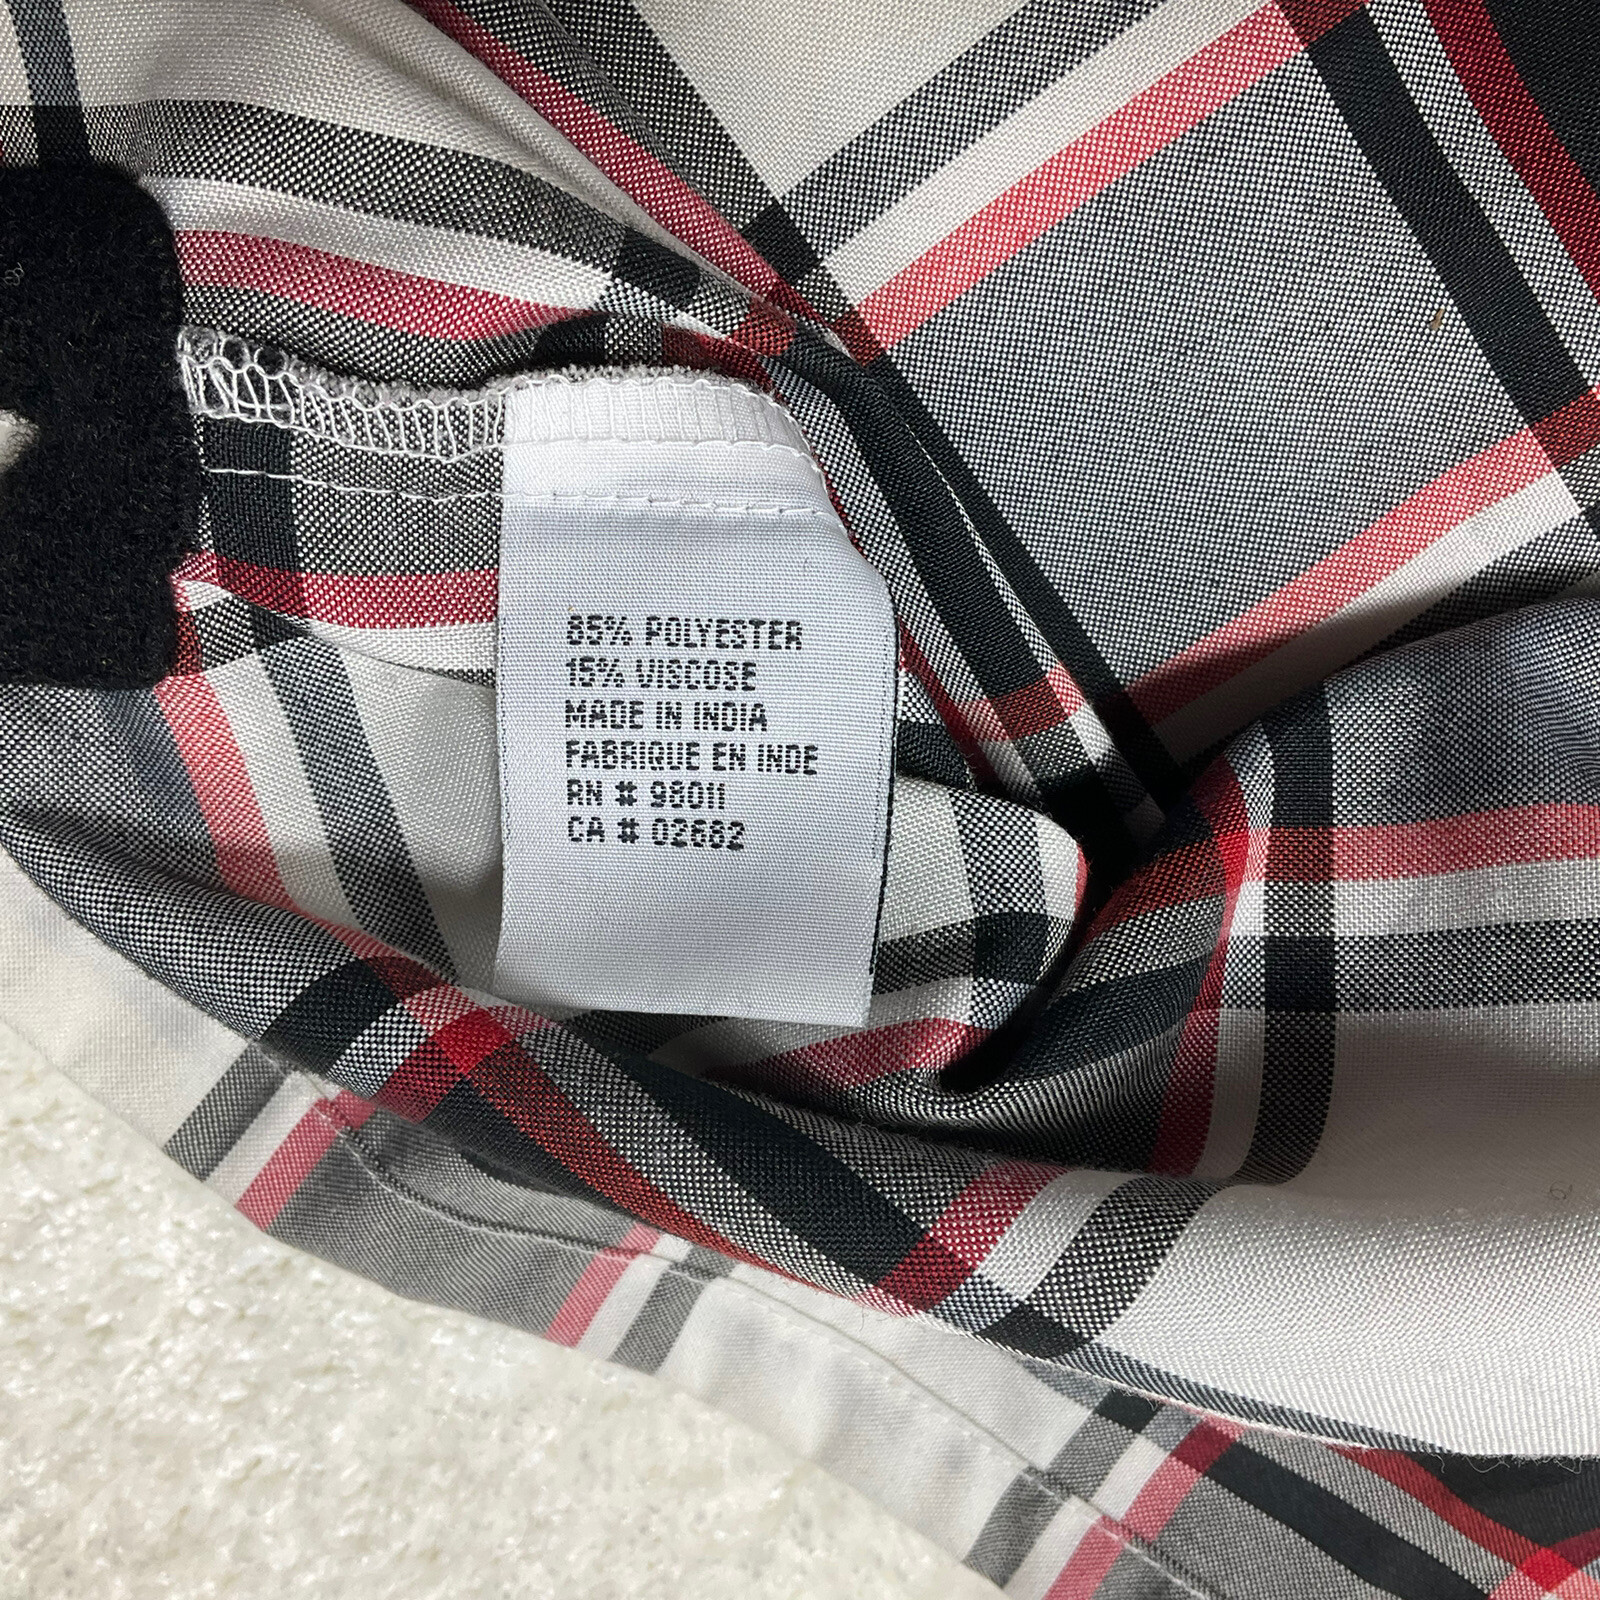 85% POLYESTER
15% VISCOSE
MADE IN INDIA
FABRIQUE EN INDE
RN # 98011
CA # 02682